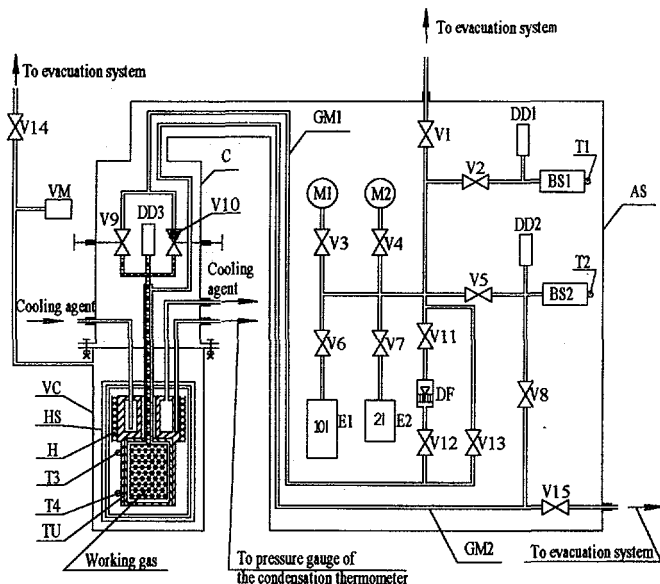 To evacuation system
To evacuation system
V14
VM
C
GM1
V1
DD1
T1
V2
BS1
AS
V9
DD3
V10
M1
M2
V3
V4
DD2
T2
V5
BS2
Cooling
agent
Cooling agent
V6
V7
V11
V8
VC
HS
H
T3
T4
TU
10l
E1
2l
E2
DF
V12
V13
V15
Working gas
To pressure gauge of
the condensation thermometer
GM2
To evacuation system